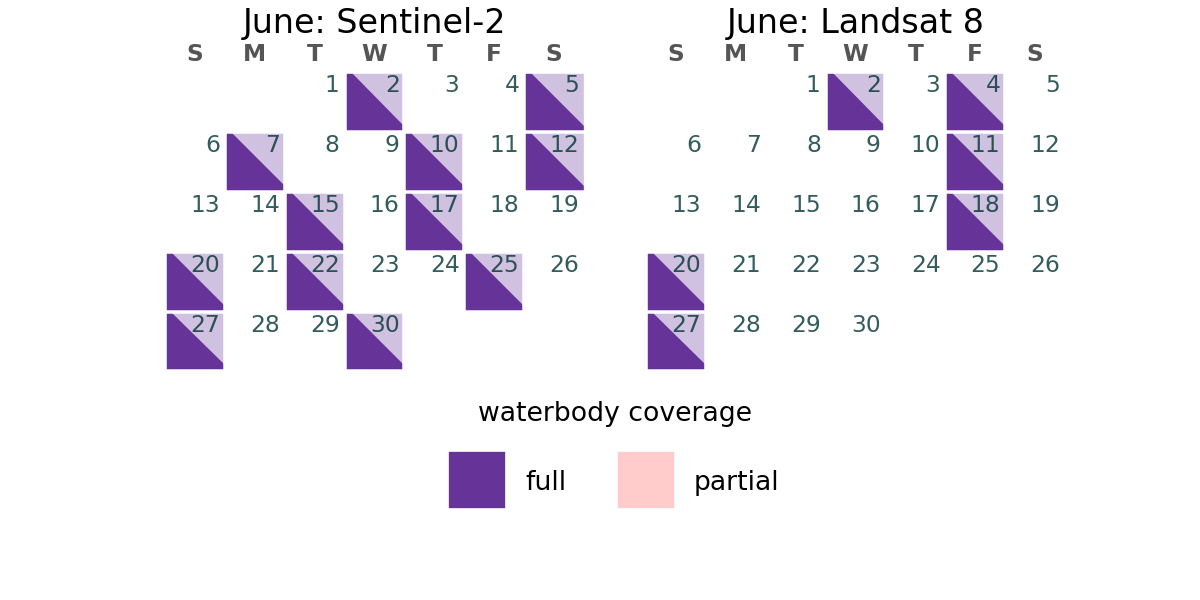 June: Sentinel-2
S M T W T F S
1 2 3 4 5
6 7 8 9 10 11 12
13 14 15 16 17 18 19
20 21 22 23 24 25 26
27 28 29 30
June: Landsat 8
S M T W T F S
1 2 3 4 5
6 7 8 9 10 11 12
13 14 15 16 17 18 19
20 21 22 23 24 25 26
27 28 29 30
waterbody coverage
full partial